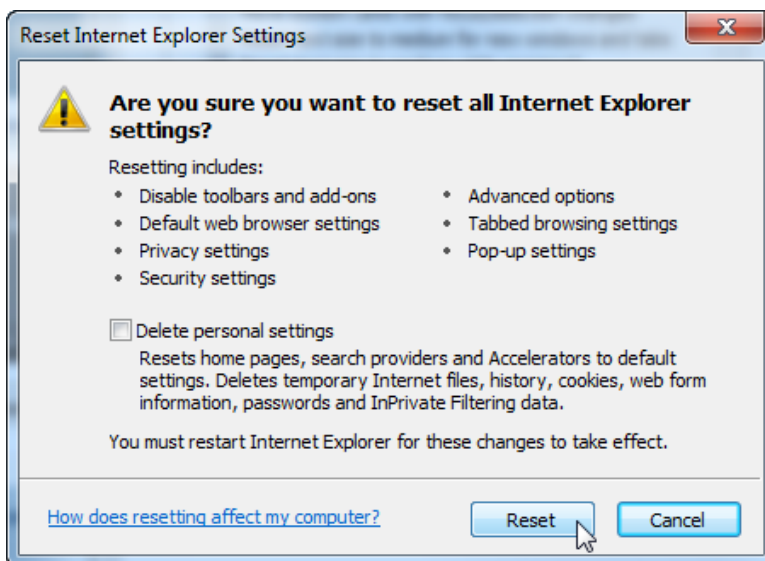 Reset Internet Explorer Settings
Are you sure you want to reset all Internet Explorer
settings?
Resetting includes:
• Disable toolbars and add-ons
• Default web browser settings
• Privacy settings
• Security settings
• Advanced options
• Tabbed browsing settings
• Pop-up settings
Delete personal settings
Resets home pages, search providers and Accelerators to default
settings. Deletes temporary Internet files, history, cookies, web form
information, passwords and InPrivate Filtering data.
You must restart Internet Explorer for these changes to take effect.
How does resetting affect my computer?
Reset
Cancel